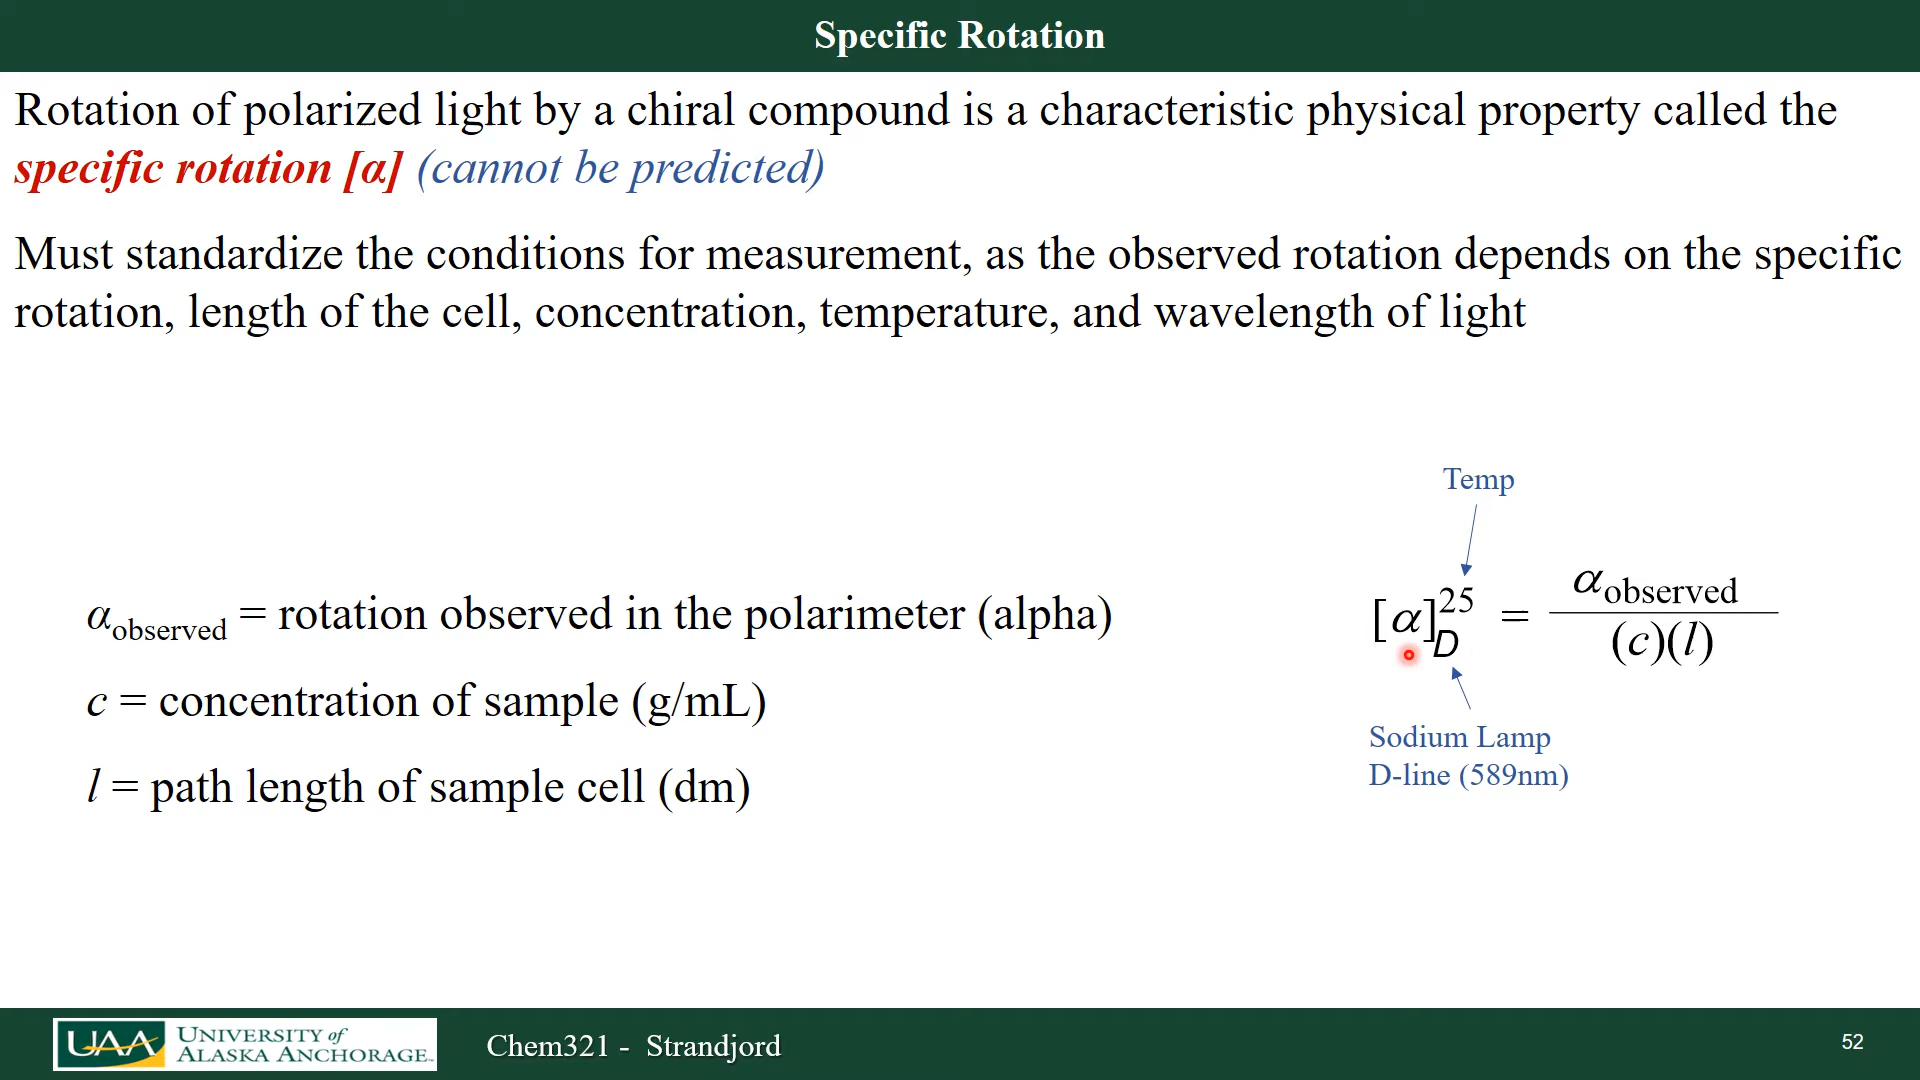 Specific Rotation
Rotation of polarized light by a chiral compound is a characteristic physical property called the
specific rotation [α] (cannot be predicted)
Must standardize the conditions for measurement, as the observed rotation depends on the specific
rotation, length of the cell, concentration, temperature, and wavelength of light
αobserved = rotation observed in the polarimeter (alpha)
c = concentration of sample (g/mL)
l = path length of sample cell (dm)
Temp
[α]25D = αobserved
(c)(l)
Sodium Lamp
D-line (589nm)
UAA
UNIVERSITY of
ALASKA ANCHORAGE
Chem321 - Strandjord
52